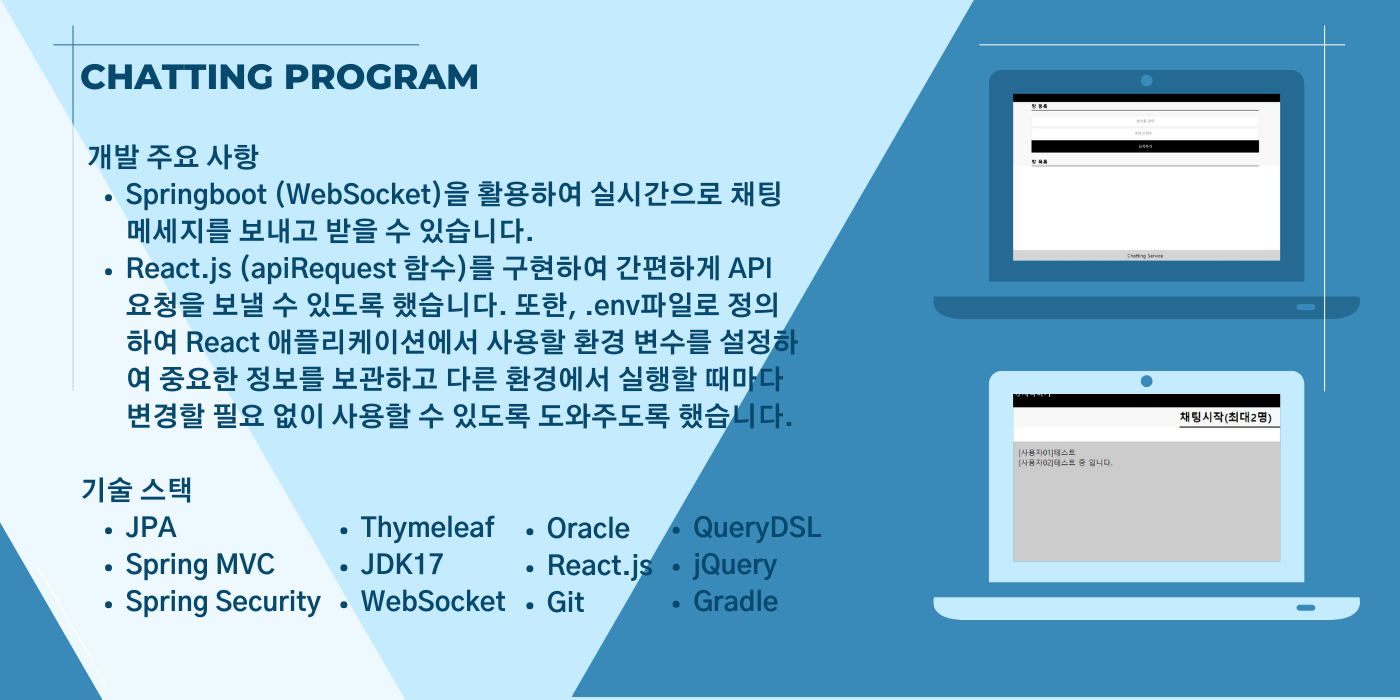 CHATTING PROGRAM
개발 주요 사항
• Springboot (WebSocket)을 활용하여 실시간으로 채팅
메세지를 보내고 받을 수 있습니다.
• React.js (apiRequest 함수)를 구현하여 간편하게 API
요청을 보낼 수 있도록 했습니다. 또한, .env파일로 정의
하여 React 애플리케이션에서 사용할 환경 변수를 설정하
여 중요한 정보를 보관하고 다른 환경에서 실행할 때마다
변경할 필요 없이 사용할 수 있도록 도와주도록 했습니다.
기술 스택
• JPA
• Spring MVC
• Spring Security
• Thymeleaf
• JDK17
• WebSocket
• Oracle
• React.js
• Git
• QueryDSL
• jQuery
• Gradle
방 등록
등록하기
방 목록
Chatting Service
채팅시작(최대2명)
[사용자01]테스트
[사용자02]테스트 중 입니다.